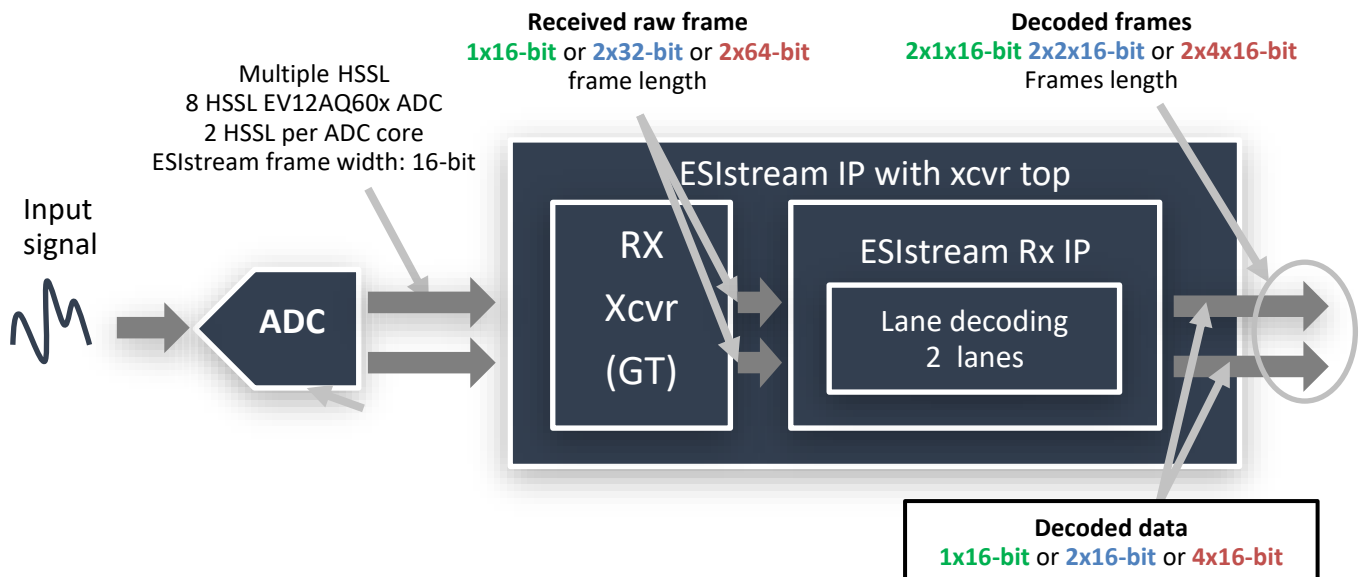 Received raw frame
1x16-bit or 2x32-bit or 2x64-bit
frame length
Decoded frames
2x1x16-bit 2x2x16-bit or 2x4x16-bit
Frames length
Multiple HSSL
8 HSSL EV12AQ60x ADC
2 HSSL per ADC core
ESIstream frame width: 16-bit
Input
signal
ADC
ESIstream IP with xcvr top
RX
Xcvr
(GT)
ESIstream Rx IP
Lane decoding
2 lanes
Decoded data
1x16-bit or 2x16-bit or 4x16-bit